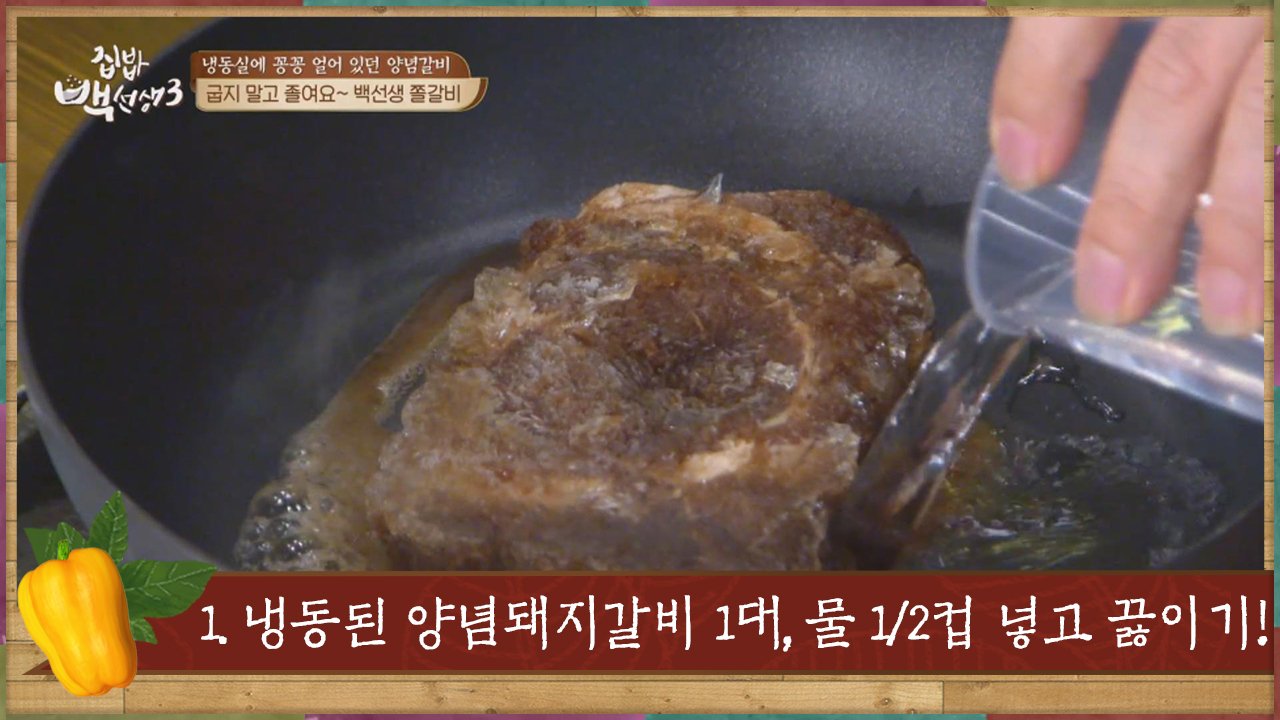 집밥
백선생3
냉동실에 꽁꽁 얼어 있던 양념갈비
굽지 말고 졸여요~ 백선생 쫄갈비
1. 냉동된 양념돼지갈비 1대, 물 1/2컵 넣고 끓이기!